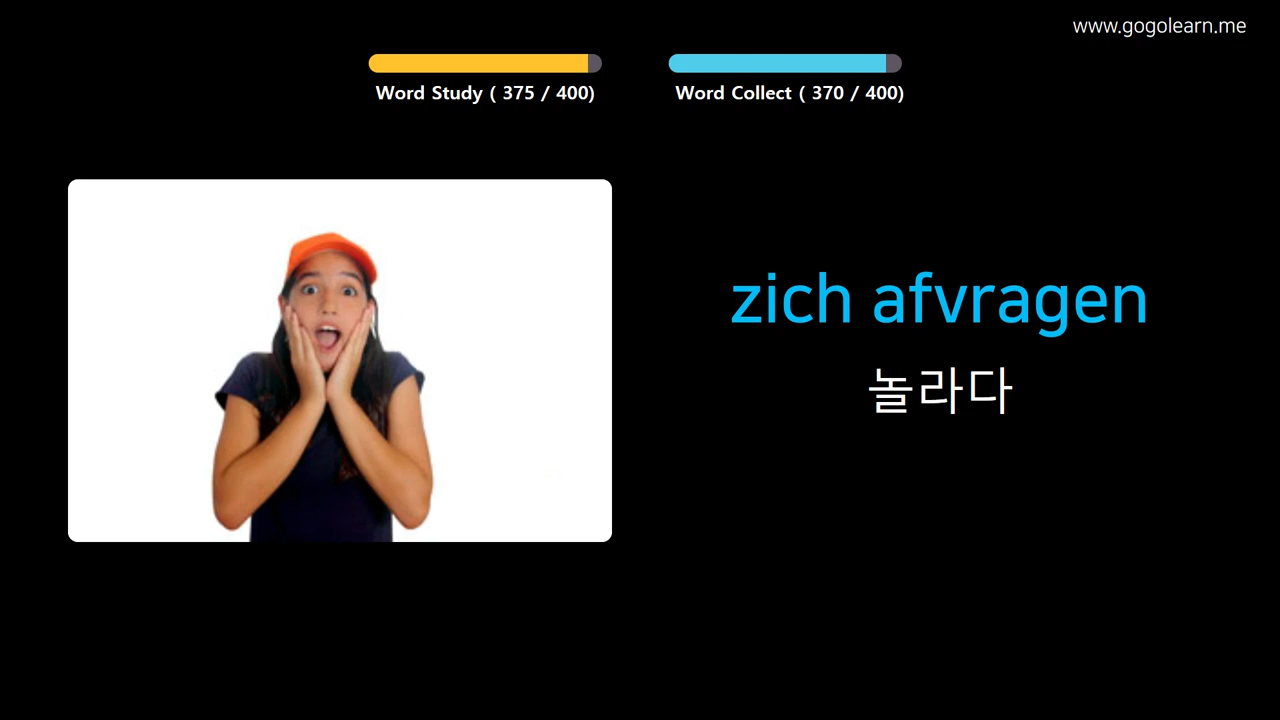 www.gogolearn.me
Word Study ( 375 / 400)
Word Collect ( 370 / 400)
zich afvragen
놀라다